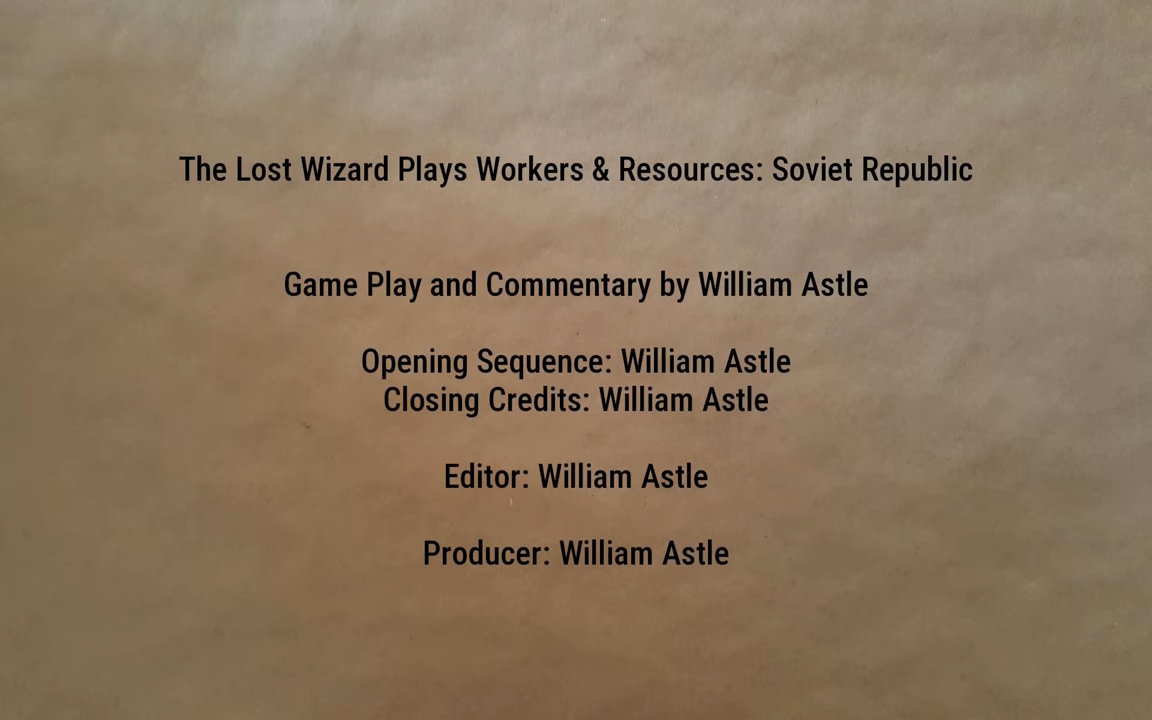 The Lost Wizard Plays Workers & Resources: Soviet Republic
Game Play and Commentary by William Astle
Opening Sequence: William Astle
Closing Credits: William Astle
Editor: William Astle
Producer: William Astle